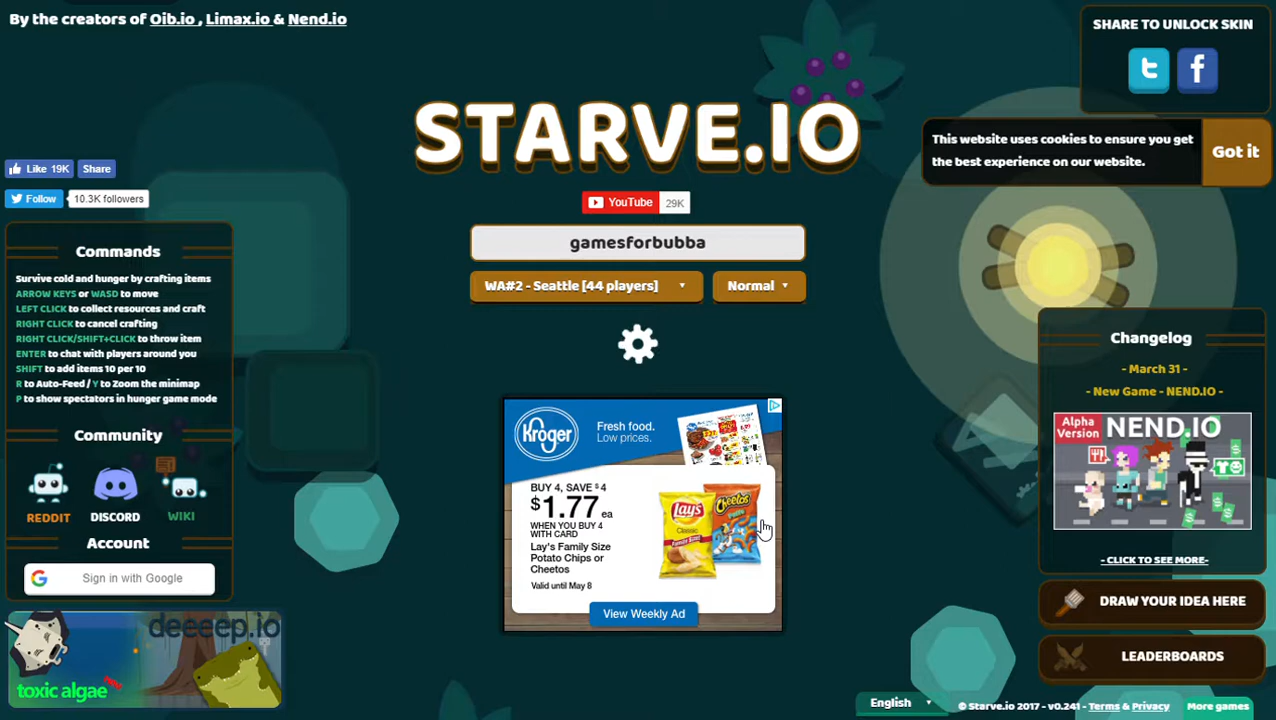 By the creators of Oib.io , Limax.io & Nend.io
SHARE TO UNLOCK SKIN
STARVE.IO
This website uses cookies to ensure you get
the best experience on our website.
Got it
Like 19K
Share
Follow
10.3K followers
YouTube
29K
gamesforbubba
WA#2 - Seattle [44 players]
Normal
Commands
Survive cold and hunger by crafting items
ARROW KEYS or WASD to move
LEFT CLICK to collect resources and craft
RIGHT CLICK to cancel crafting
RIGHT CLICK/SHIFT+CLICK to throw item
ENTER to chat with players around you
SHIFT to add items 10 per 10
R to Auto-Feed / Y to Zoom the minimap
P to show spectators in hunger game mode
Community
REDDIT
DISCORD
WIKI
Account
Sign in with Google
deeeep.io
toxic algae
Kroger
Fresh food.
Low prices.
BUY 4, SAVE $4
$1.77 ea
WHEN YOU BUY 4
WITH CARD
Lay's Family Size
Potato Chips or
Cheetos
Valid until May 8
Lay's
Classic
Cheetos
View Weekly Ad
Changelog
- March 31 -
- New Game - NEND.IO -
Alpha
Version
NEND.IO
- CLICK TO SEE MORE-
DRAW YOUR IDEA HERE
LEADERBOARDS
English
© Starve.io 2017 - v0.241 - Terms & Privacy
More games